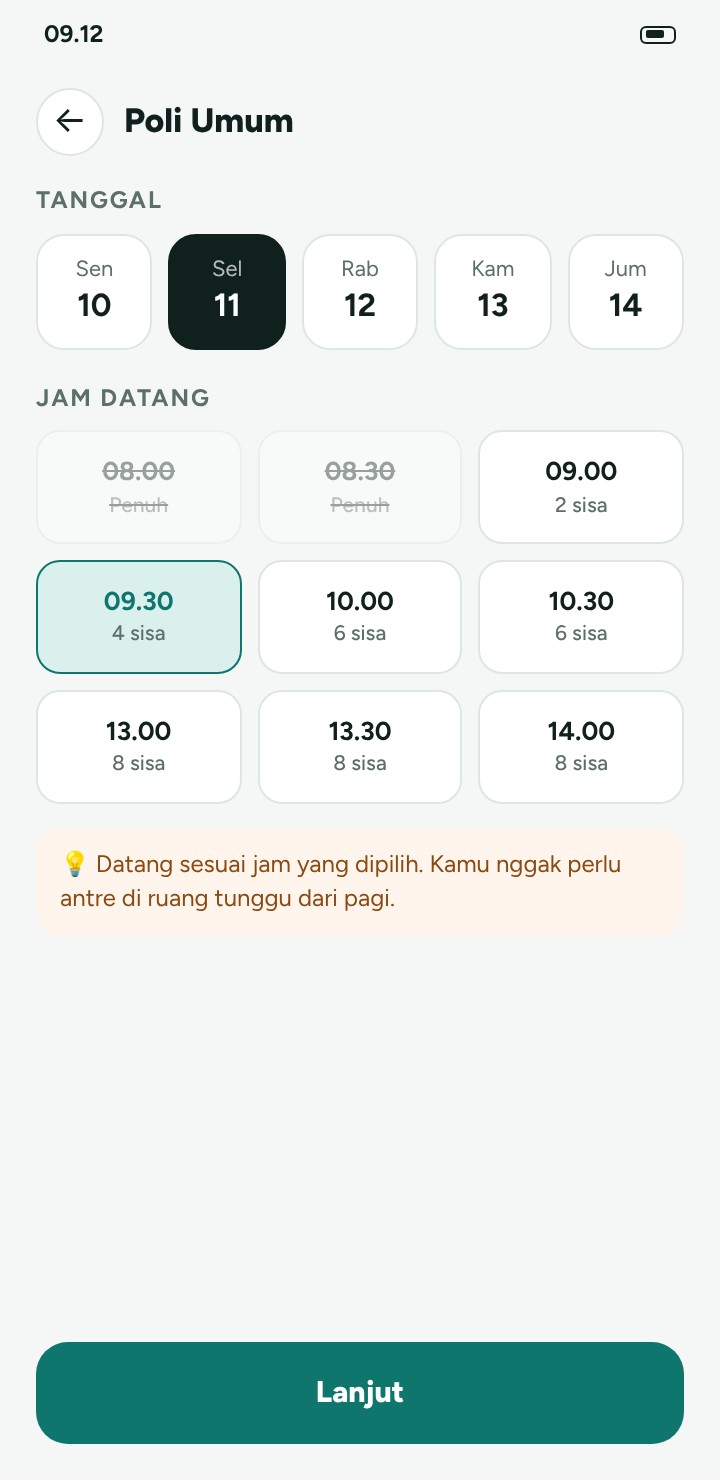 09.12
Poli Umum
TANGGAL
Sen Sel Rab Kam Jum
10 11 12 13 14
JAM DATANG
08.00 08.30 09.00
Penuh Penuh 2 sisa
09.30 10.00 10.30
4 sisa 6 sisa 6 sisa
13.00 13.30 14.00
8 sisa 8 sisa 8 sisa
💡 Datang sesuai jam yang dipilih. Kamu nggak perlu
antre di ruang tunggu dari pagi.
Lanjut